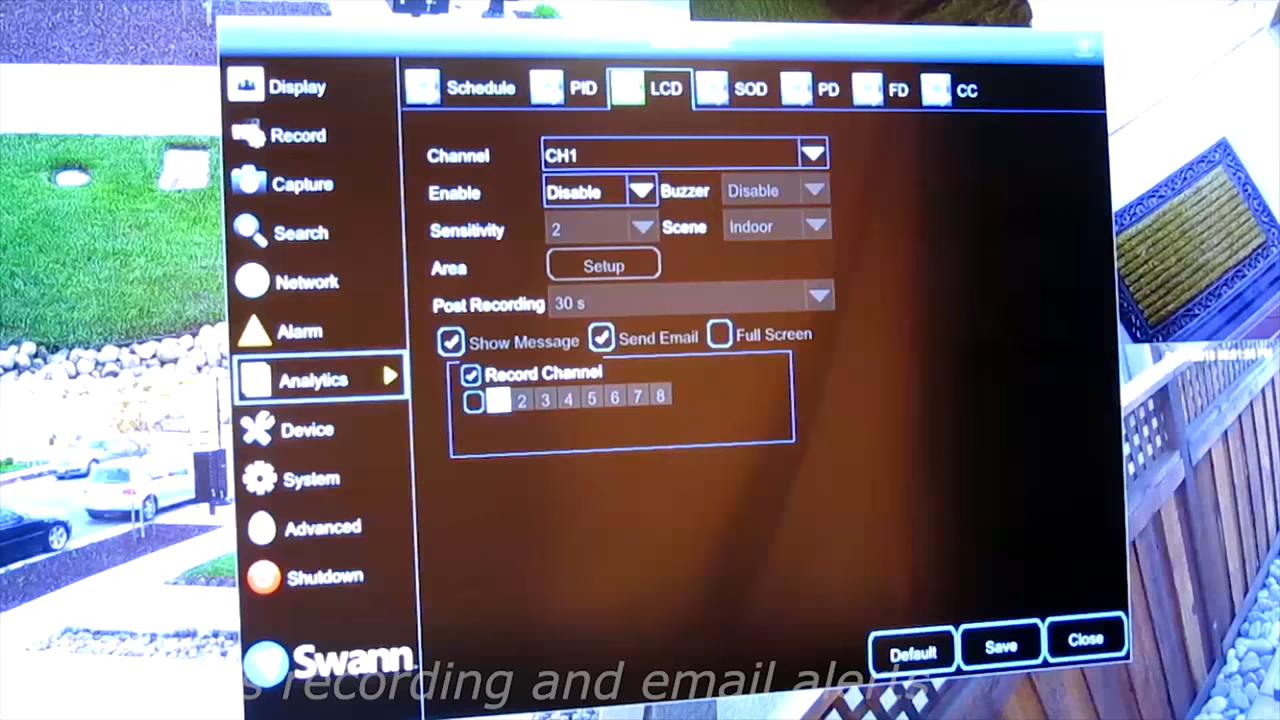 Display
Record
Capture
Search
Network
Alarm
Analytics
Device
System
Advanced
Shutdown
Swann
Schedule PID LCD SOD PD FD CC
Channel CH1
Enable Disable Buzzer Disable
Sensitivity 2 Scene Indoor
Area Setup
Post Recording 30 s
Show Message Send Email Full Screen
Record Channel
2 3 4 5 6 7 8
Default Save Close
recording and email alerts